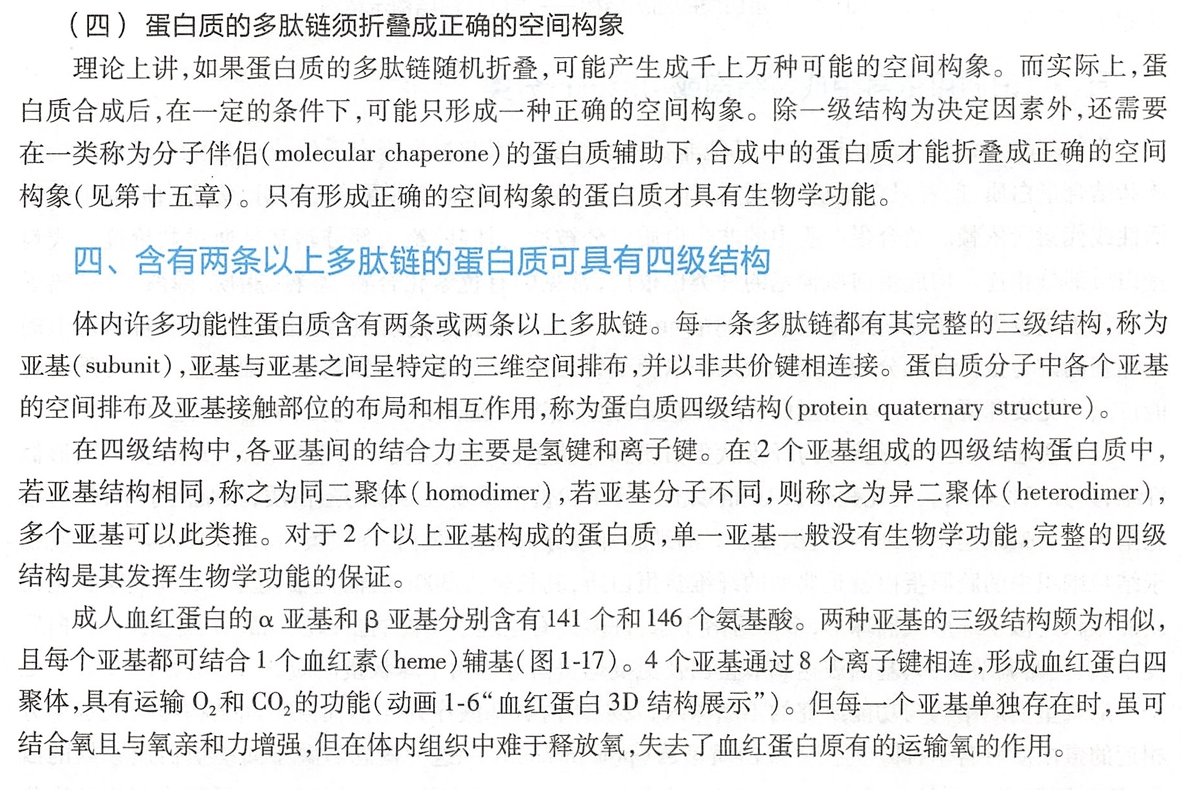 （四）蛋白质的多肽链须折叠成正确的空间构象
理论上讲,如果蛋白质的多肽链随机折叠,可能产生成千上万种可能的空间构象。而实际上,蛋
白质合成后,在一定的条件下,可能只形成一种正确的空间构象。除一级结构为决定因素外,还需要
在一类称为分子伴侣(molecular chaperone)的蛋白质辅助下,合成中的蛋白质才能折叠成正确的空间
构象(见第十五章)。只有形成正确的空间构象的蛋白质才具有生物学功能。
四、含有两条以上多肽链的蛋白质可具有四级结构
体内许多功能性蛋白质含有两条或两条以上多肽链。每一条多肽链都有其完整的三级结构,称为
亚基(subunit),亚基与亚基之间呈特定的三维空间排布,并以非共价键相连接。蛋白质分子中各个亚基
的空间排布及亚基接触部位的布局和相互作用,称为蛋白质四级结构(protein quaternary structure)。
在四级结构中,各亚基间的结合力主要是氢键和离子键。在 2 个亚基组成的四级结构蛋白质中,
若亚基结构相同,称之为同二聚体(homodimer),若亚基分子不同,则称之为异二聚体(heterodimer),
多个亚基可以此类推。对于 2 个以上亚基构成的蛋白质,单一亚基一般没有生物学功能,完整的四级
结构是其发挥生物学功能的保证。
成人血红蛋白的 α 亚基和 β 亚基分别含有 141 个和 146 个氨基酸。两种亚基的三级结构颇为相似,
且每个亚基都可结合 1 个血红素(heme)辅基(图 1-17)。4 个亚基通过 8 个离子键相连,形成血红蛋白四
聚体,具有运输 O₂和 CO₂的功能(动画 1-6“血红蛋白 3D 结构展示”)。但每一个亚基单独存在时,虽可
结合氧且与氧亲和力增强,但在体内组织中难于释放氧,失去了血红蛋白原有的运输氧的作用。